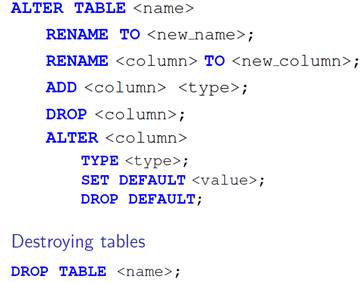 ALTER TABLE <name>
RENAME TO <new_name>;
RENAME <column> TO <new_column>;
ADD <column> <type>;
DROP <column>;
ALTER <column>
TYPE <type>;
SET DEFAULT <value>;
DROP DEFAULT;
Destroying tables
DROP TABLE <name>;